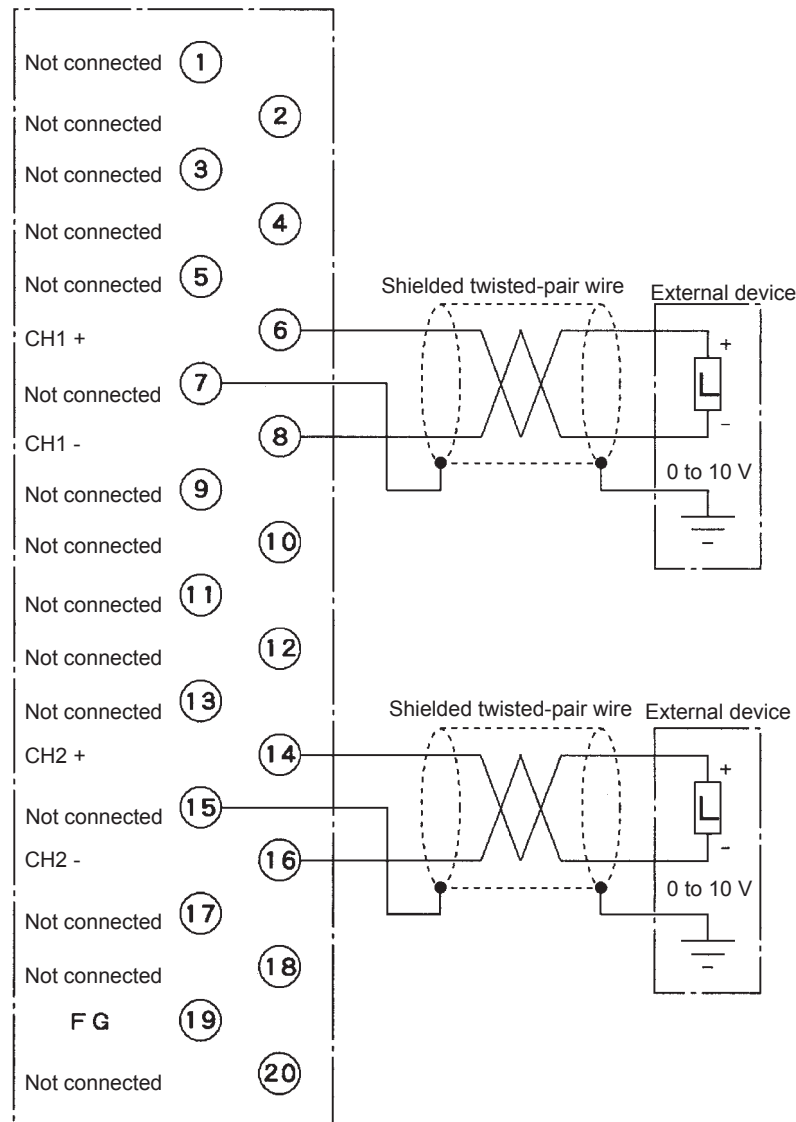 Not connected 1
Not connected 2
Not connected 3
Not connected 4
Not connected 5
Shielded twisted-pair wire
External device
CH1 + 6
+
Not connected 7
L
CH1 - 8
−
0 to 10 V
Not connected 9
Not connected 10
Not connected 11
Not connected 12
Not connected 13
Shielded twisted-pair wire
External device
CH2 + 14
+
Not connected 15
L
CH2 - 16
−
0 to 10 V
Not connected 17
Not connected 18
F G 19
Not connected 20